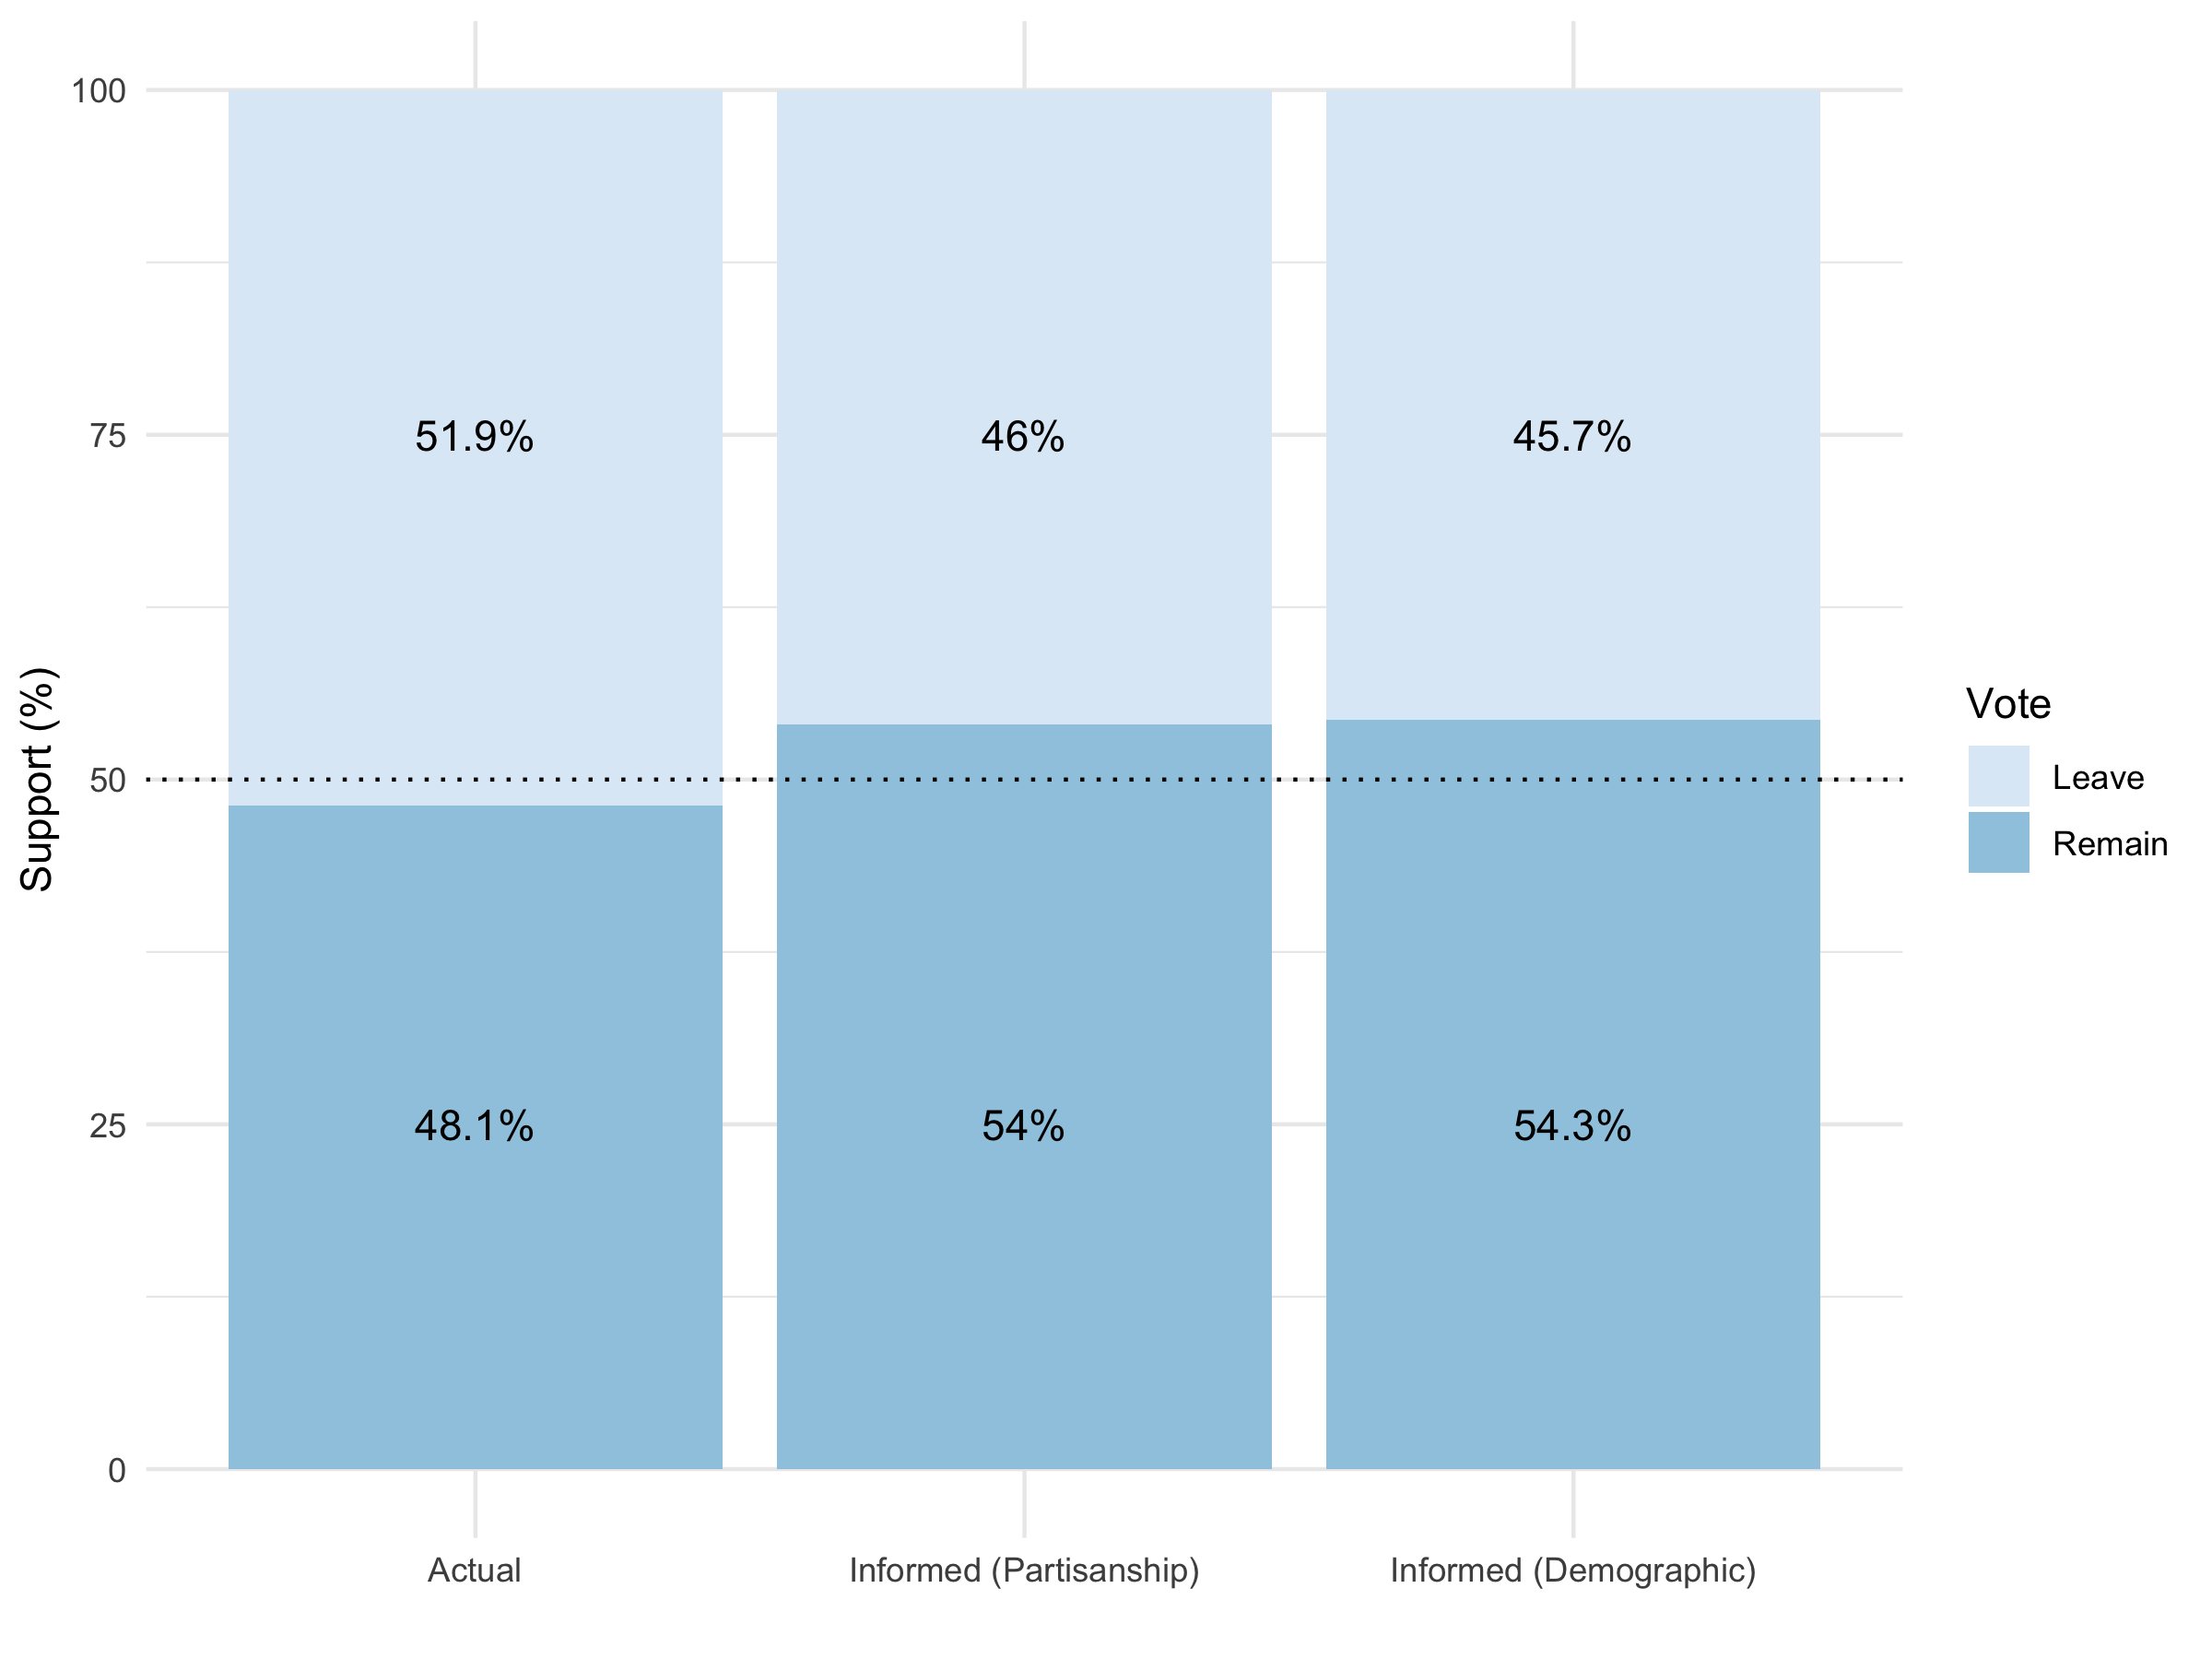 100
75
50
25
0
Support (%)
51.9%
46%
45.7%
48.1%
54%
54.3%
Actual
Informed (Partisanship)
Informed (Demographic)
Vote
Leave
Remain